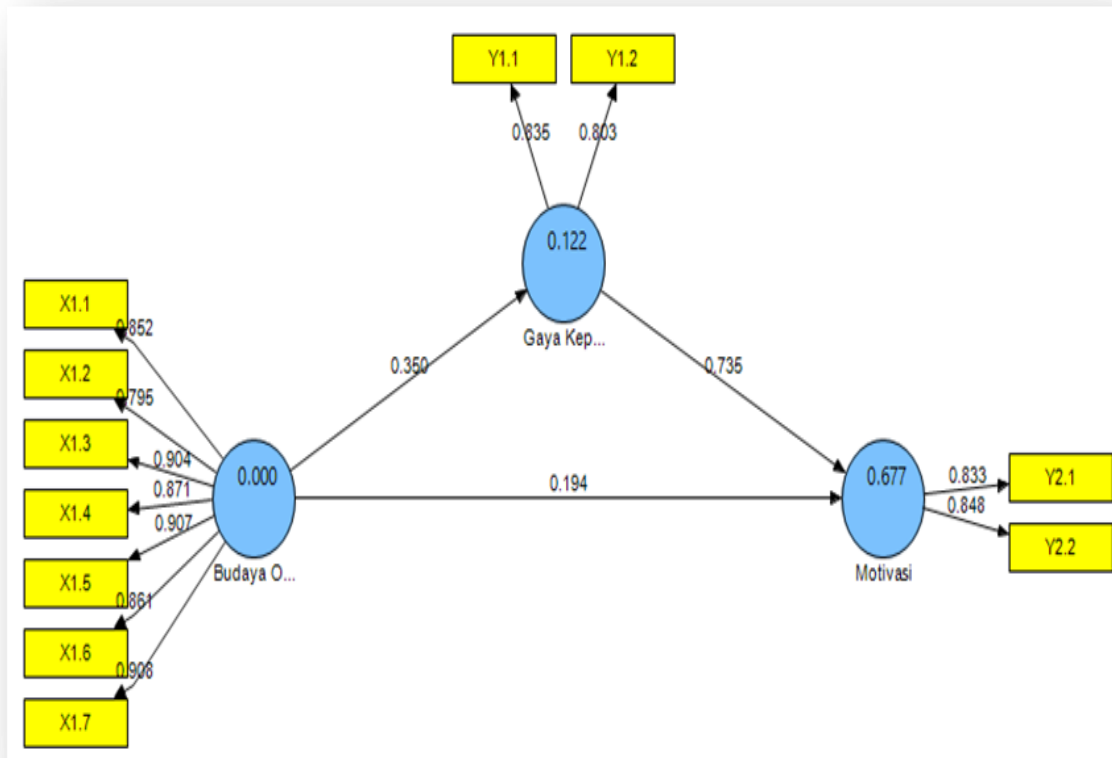 Y1.1
Y1.2
0.835
0.803
0.122
Gaya Kep...
X1.1
0.852
X1.2
0.795
X1.3
0.904
X1.4
0.871
0.907
X1.5
0.861
X1.6
0.908
X1.7
0.350
0.735
0.000
Budaya O...
0.194
0.677
Motivasi
0.833
0.848
Y2.1
Y2.2